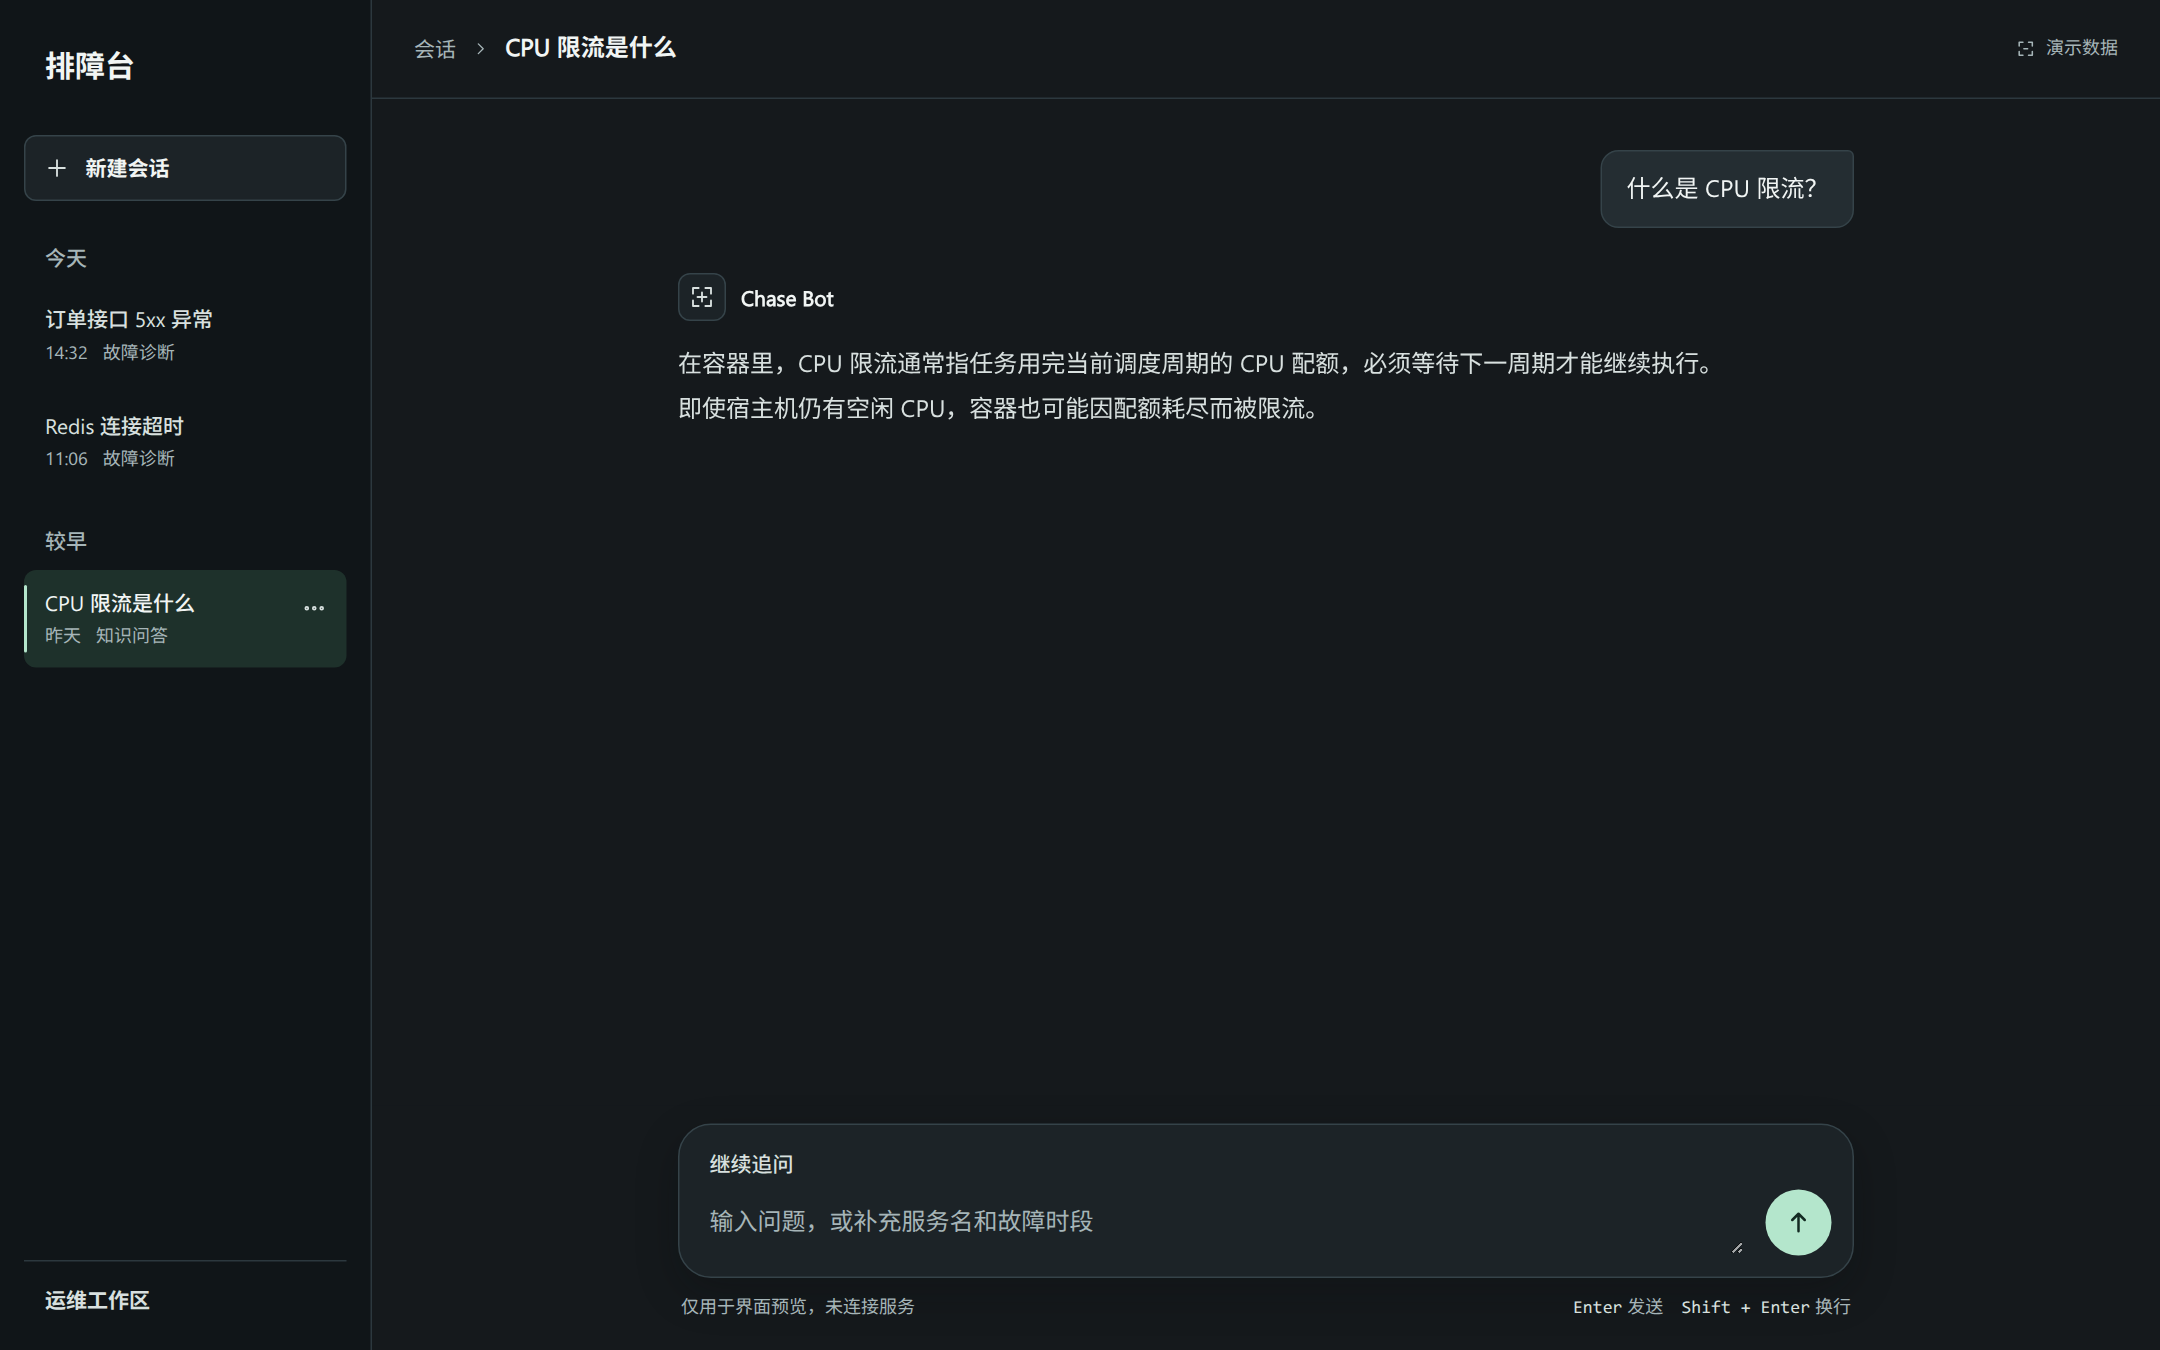 排障台
新建会话
今天
订单接口 5xx 异常
14:32 故障诊断
Redis 连接超时
11:06 故障诊断
较早
CPU 限流是什么
昨天 知识问答
运维工作区
会话 > CPU 限流是什么
演示数据
什么是 CPU 限流？
Chase Bot
在容器里，CPU 限流通常指任务用完当前调度周期的 CPU 配额，必须等待下一周期才能继续执行。
即使宿主机仍有空闲 CPU，容器也可能因配额耗尽而被限流。
继续追问
输入问题，或补充服务名和故障时段
仅用于界面预览，未连接服务
Enter 发送 Shift + Enter 换行